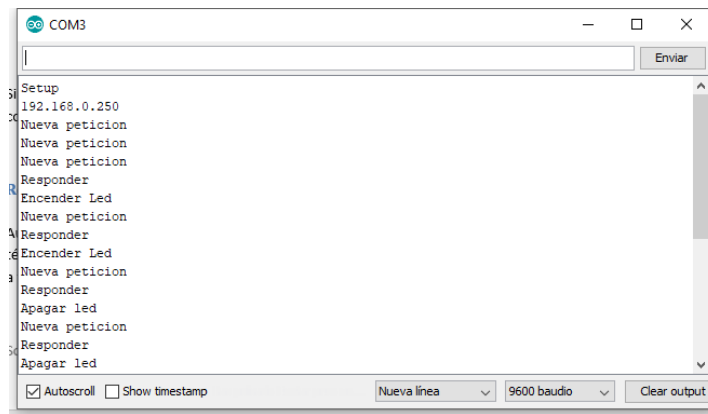 COM3
Enviar
Setup
192.168.0.250
Nueva peticion
Nueva peticion
Nueva peticion
Responder
Encender Led
Nueva peticion
Responder
Encender Led
Nueva peticion
Responder
Apagar led
Nueva peticion
Responder
Apagar led
Autoscroll Show timestamp Nueva línea 9600 baudio Clear output